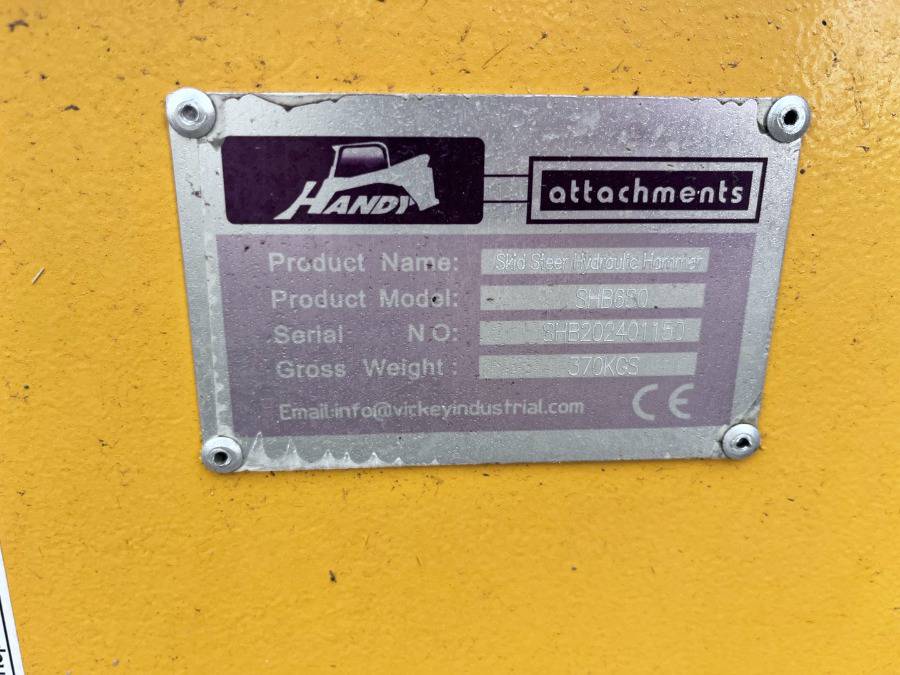 HANDY
attachments
Product Name: Skid Steer Hydraulic Hammer
Product Model: SHB650
Serial N.O: SHB202401150
Gross Weight: 370KGS
Email:info@vickeyindustrial.com
CE